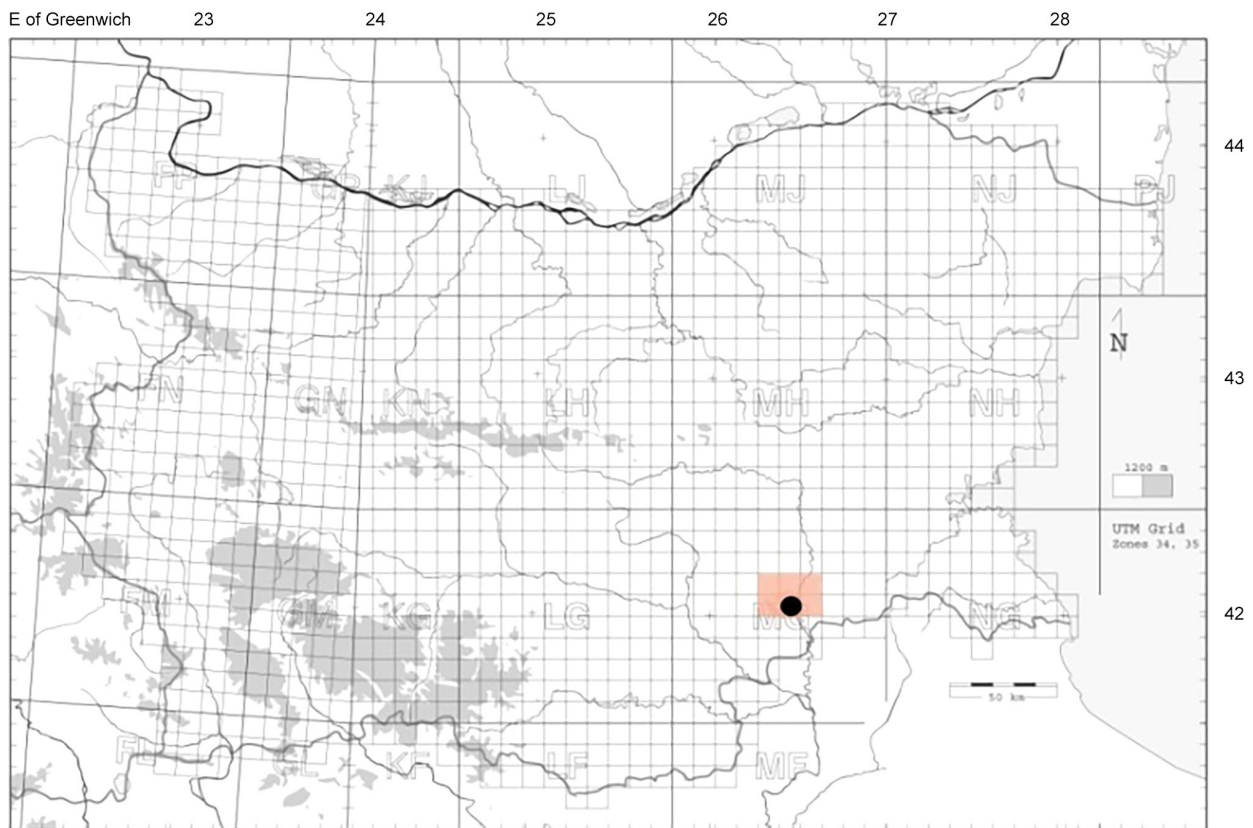 E of Greenwich 23 24 25 26 27 28
44
FP GP KJ LJ MJ NJ PJ
N
43
FN GN KH LH MH NH
1200 m
UTM Grid
Zones 34, 35
FM GM KG LG MG NG
42
50 km
FL GL KF LF MF